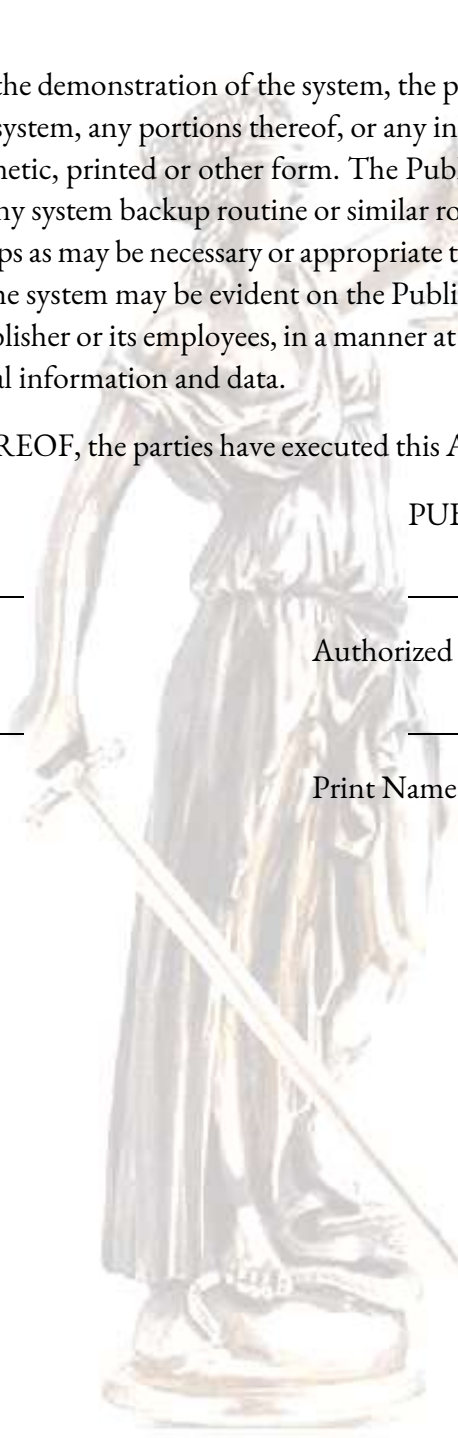 the demonstration of the system, the p
system, any portions thereof, or any in
netic, printed or other form. The Pub
ny system backup routine or similar ro
ps as may be necessary or appropriate t
ne system may be evident on the Publi
blisher or its employees, in a manner at
al information and data.
REOF, the parties have executed this A
PUB
Authorized
Print Name